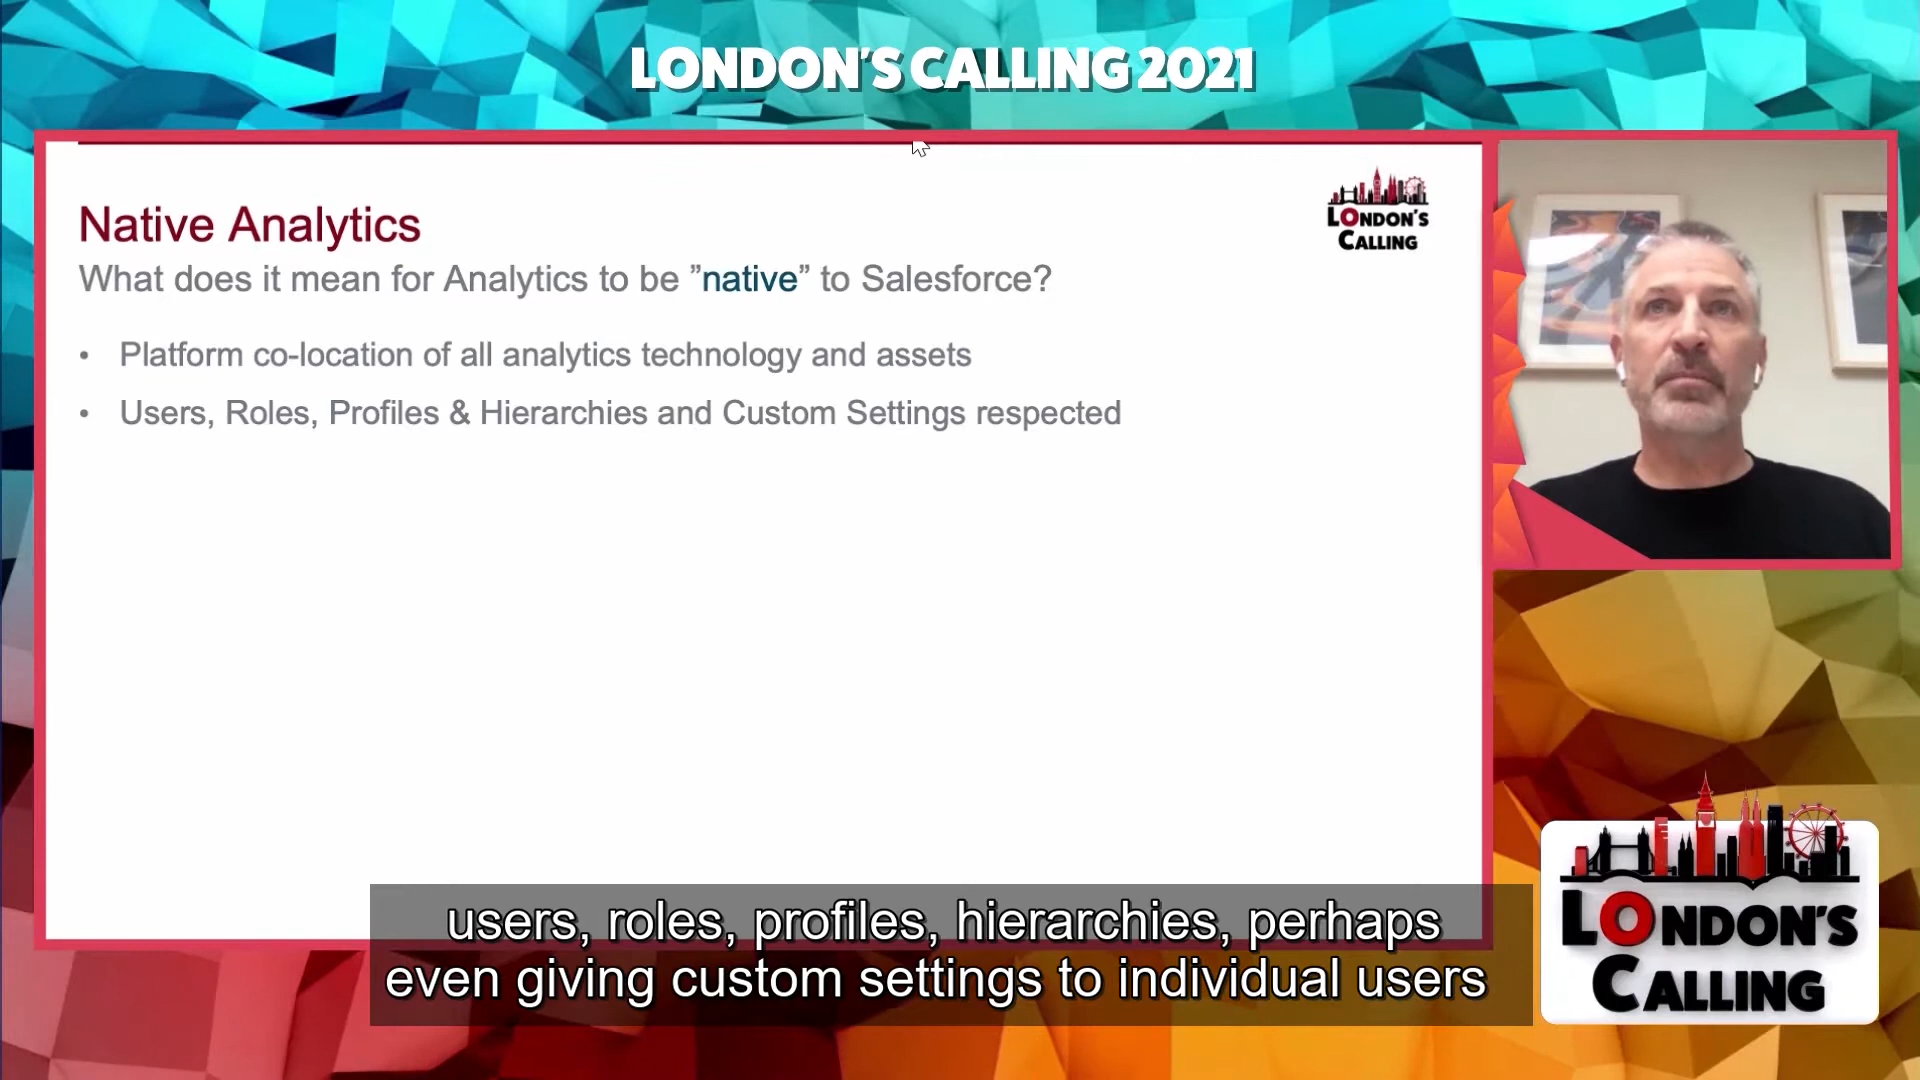 LONDON'S CALLING 2021
LONDON'S
CALLING
Native Analytics
What does it mean for Analytics to be ”native” to Salesforce?
• Platform co-location of all analytics technology and assets
• Users, Roles, Profiles & Hierarchies and Custom Settings respected
users, roles, profiles, hierarchies, perhaps
even giving custom settings to individual users
LONDON'S
CALLING